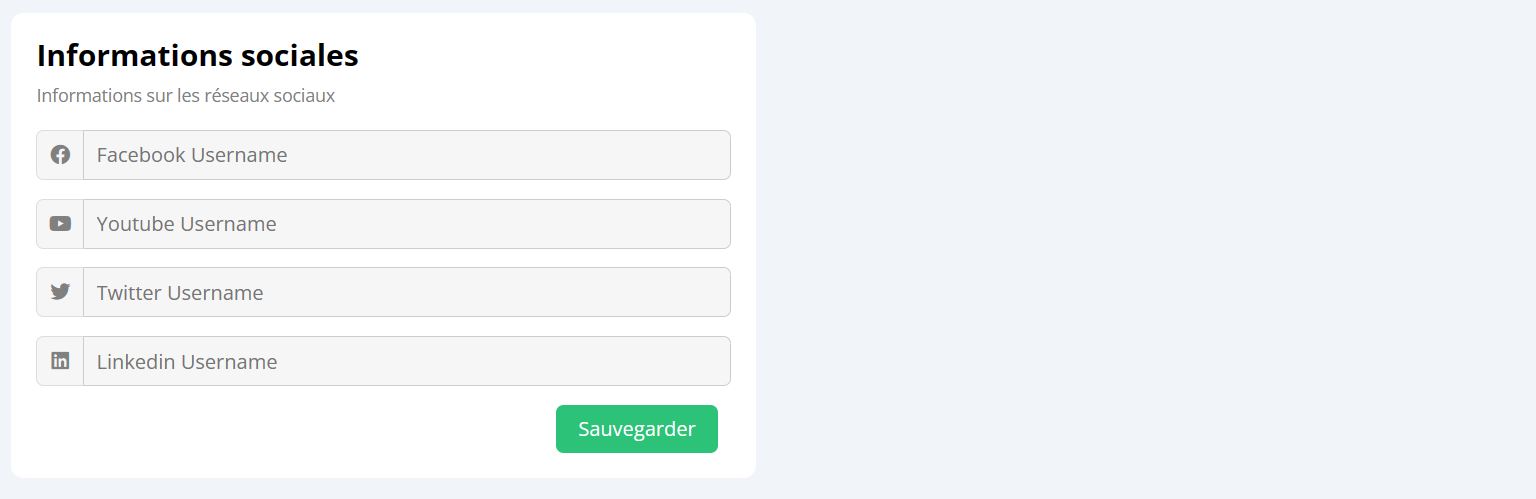 Informations sociales
Informations sur les réseaux sociaux
Facebook Username
Youtube Username
Twitter Username
Linkedin Username
Sauvegarder